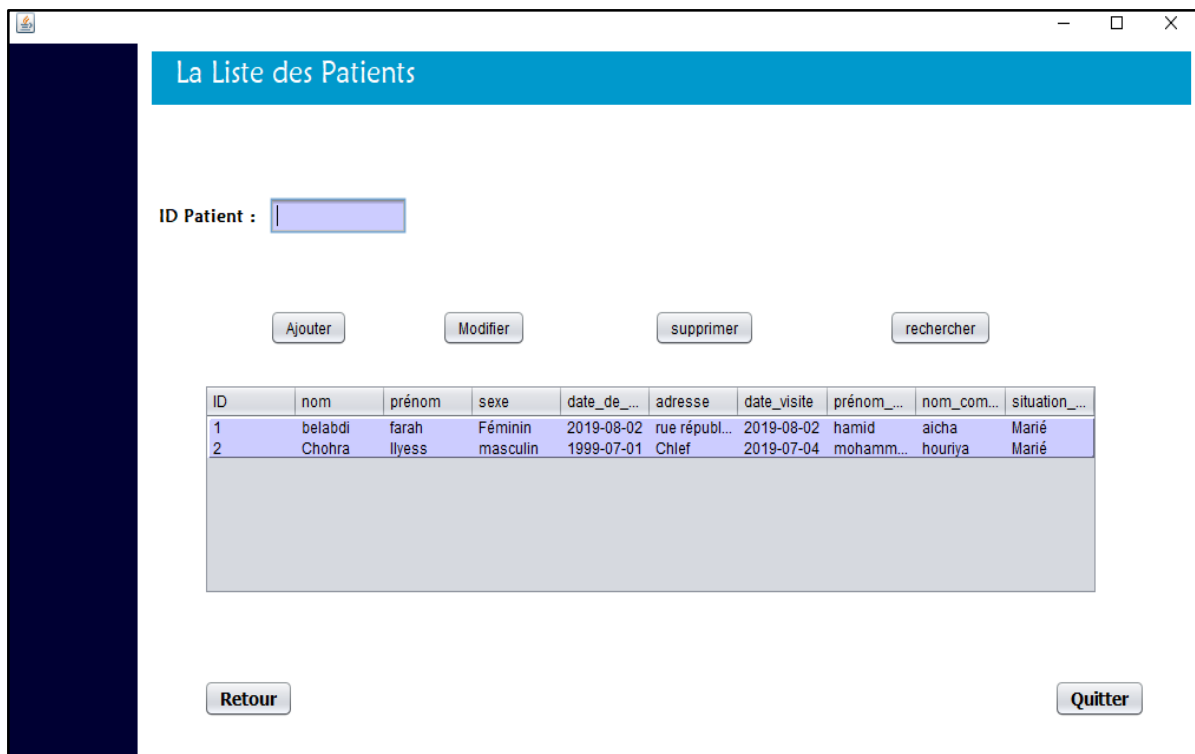 La Liste des Patients
ID Patient :
Ajouter Modifier supprimer rechercher
ID nom prénom sexe date_de_... adresse date_visite prénom_... nom_com... situation_...
1 belabdi farah Féminin 2019-08-02 rue républ... 2019-08-02 hamid aicha Marié
2 Chohra Ilyess masculin 1999-07-01 Chlef 2019-07-04 mohamm... houriya Marié
Retour Quitter